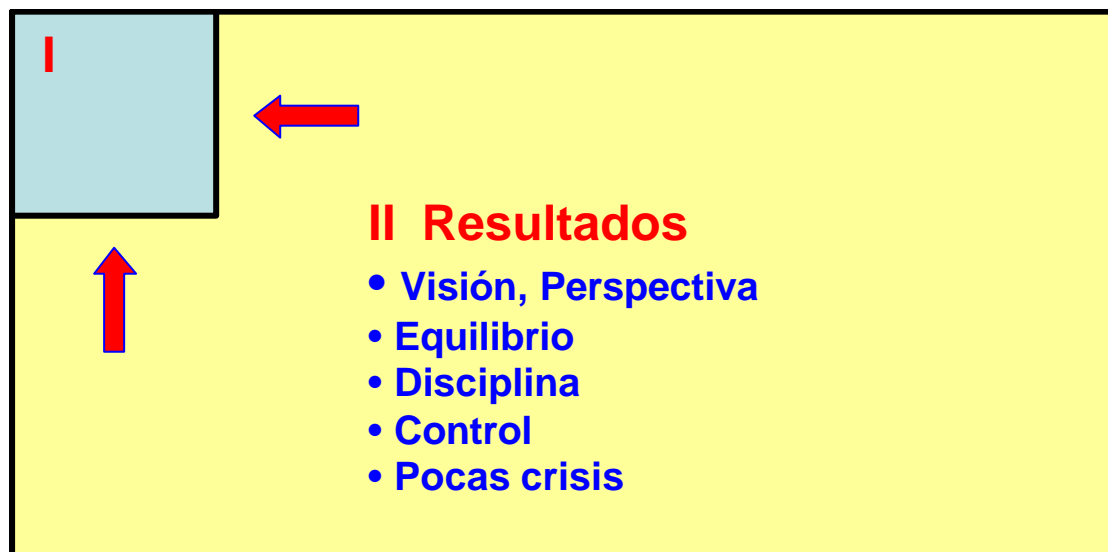 I
II Resultados
• Visión, Perspectiva
• Equilibrio
• Disciplina
• Control
• Pocas crisis